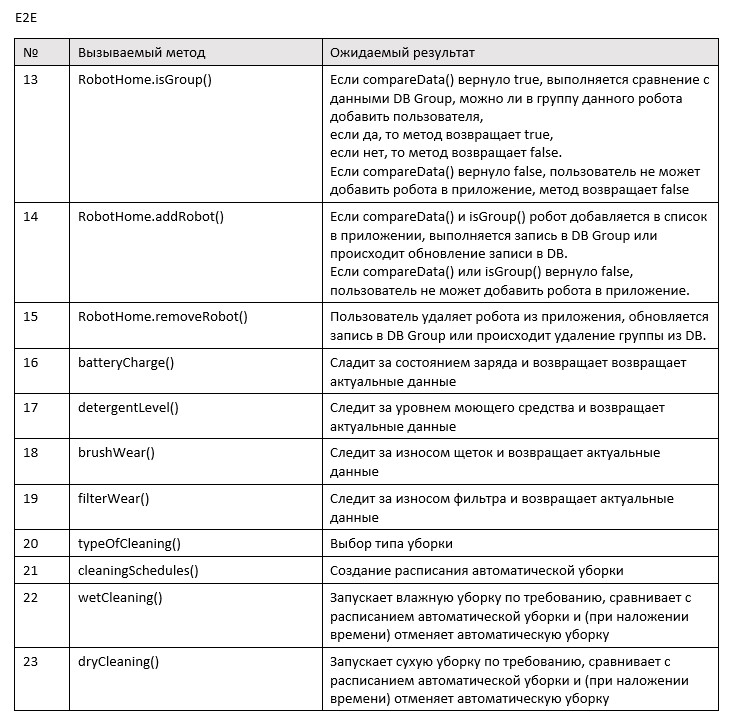 E2E
№ Вызываемый метод Ожидаемый результат
13 RobotHome.isGroup() Если compareData() вернуло true, выполняется сравнение с
данными DB Group, можно ли в группу данного робота
добавить пользователя,
если да, то метод возвращает true,
если нет, то метод возвращает false.
Если compareData() вернуло false, пользователь не может
добавить робота в приложение, метод возвращает false
14 RobotHome.addRobot() Если compareData() и isGroup() робот добавляется в список
в приложении, выполняется запись в DB Group или
происходит обновление записи в DB.
Если compareData() или isGroup() вернуло false,
пользователь не может добавить робота в приложение.
15 RobotHome.removeRobot() Пользователь удаляет робота из приложения, обновляется
запись в DB Group или происходит удаление группы из DB.
16 batteryCharge() Сладит за состоянием заряда и возвращает возвращает
актуальные данные
17 detergentLevel() Следит за уровнем моющего средства и возвращает
актуальные данные
18 brushWear() Следит за износом щеток и возвращает актуальные
данные
19 filterWear() Следит за износом фильтра и возвращает актуальные
данные
20 typeOfCleaning() Выбор типа уборки
21 cleaningSchedules() Создание расписания автоматической уборки
22 wetCleaning() Запускает влажную уборку по требованию, сравнивает с
расписанием автоматической уборки и (при наложении
времени) отменяет автоматическую уборку
23 dryCleaning() Запускает сухую уборку по требованию, сравнивает с
расписанием автоматической уборки и (при наложении
времени) отменяет автоматическую уборку